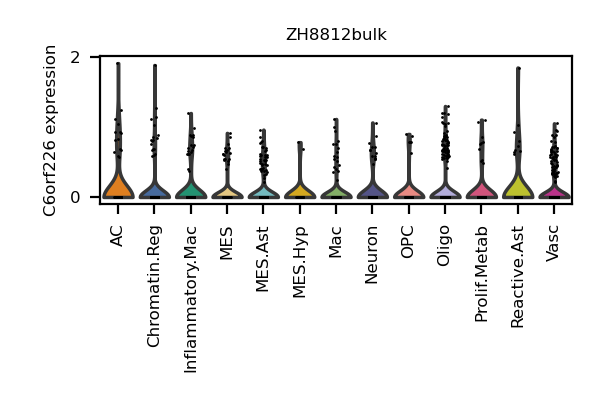 ZH8812bulk
C6orf226 expression
2
0
AC
Chromatin.Reg
Inflammatory.Mac
MES
MES.Ast
MES.Hyp
Mac
Neuron
OPC
Oligo
Prolif.Metab
Reactive.Ast
Vasc